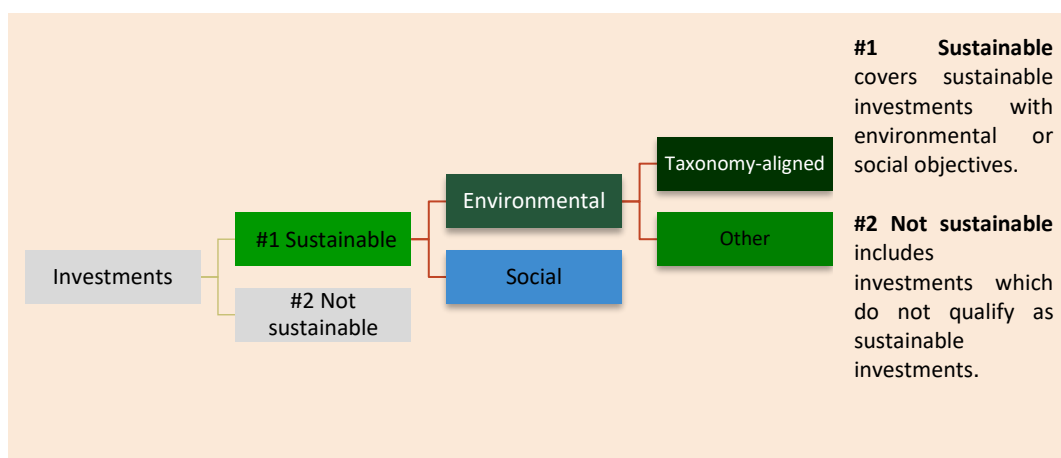 Investments
#1 Sustainable
#2 Not
sustainable
Environmental
Social
Taxonomy-aligned
Other
#1 Sustainable
covers sustainable
investments with
environmental or
social objectives.
#2 Not sustainable
includes
investments which
do not qualify as
sustainable
investments.